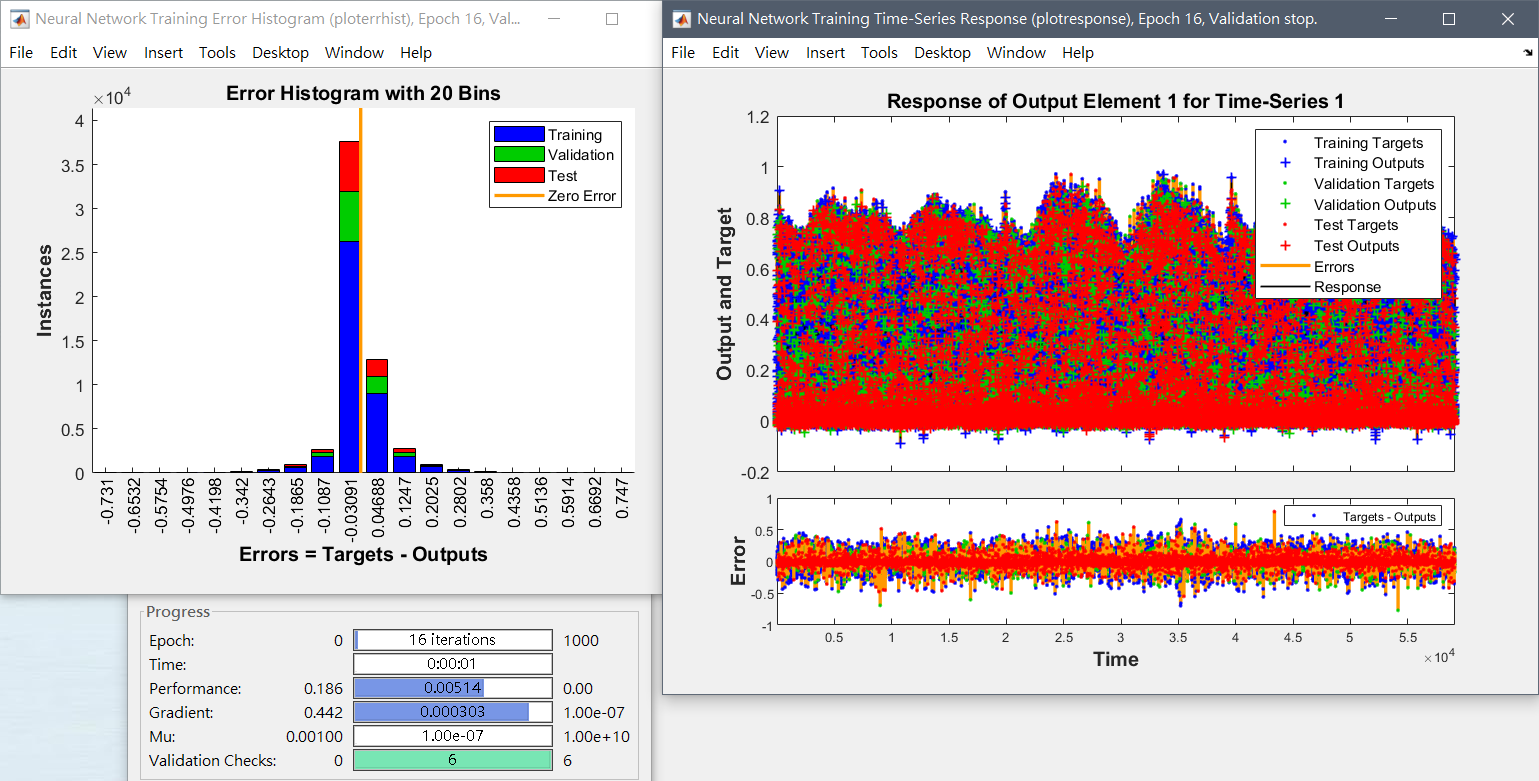 Neural Network Training Error Histogram (ploterrhist), Epoch 16, Val...
File Edit View Insert Tools Desktop Window Help
×10^4
Error Histogram with 20 Bins
4
3.5
3
2.5
2
1.5
1
0.5
0
Instances
Training
Validation
Test
Zero Error
-0.731
-0.6532
-0.5754
-0.4976
-0.4198
-0.342
-0.2643
-0.1865
-0.1087
-0.03091
0.04688
0.1247
0.2025
0.2802
0.358
0.4358
0.5136
0.5914
0.6692
0.747
Errors = Targets - Outputs
Neural Network Training Time-Series Response (plotresponse), Epoch 16, Validation stop.
File Edit View Insert Tools Desktop Window Help
Response of Output Element 1 for Time-Series 1
1.2
1
0.8
0.6
0.4
0.2
0
-0.2
Output and Target
Training Targets
Training Outputs
Validation Targets
Validation Outputs
Test Targets
Test Outputs
Errors
Response
1
0.5
0
-0.5
-1
Error
Targets - Outputs
0.5 1 1.5 2 2.5 3 3.5 4 4.5 5 5.5
Time
×10^4
Progress
Epoch: 0 16 iterations 1000
Time: 0:00:01
Performance: 0.186 0.00514 0.00
Gradient: 0.442 0.000303 1.00e-07
Mu: 0.00100 1.00e-07 1.00e+10
Validation Checks: 0 6 6